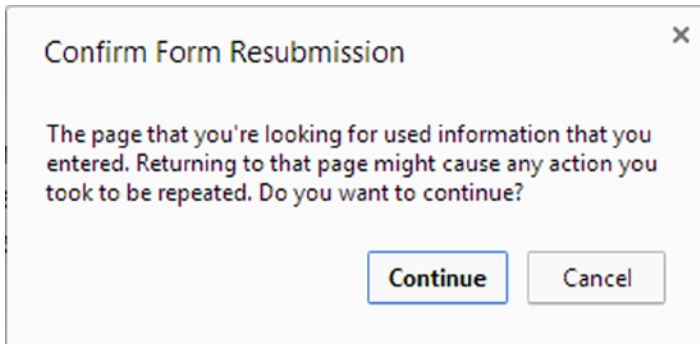 Confirm Form Resubmission
The page that you're looking for used information that you
entered. Returning to that page might cause any action you
took to be repeated. Do you want to continue?
Continue Cancel